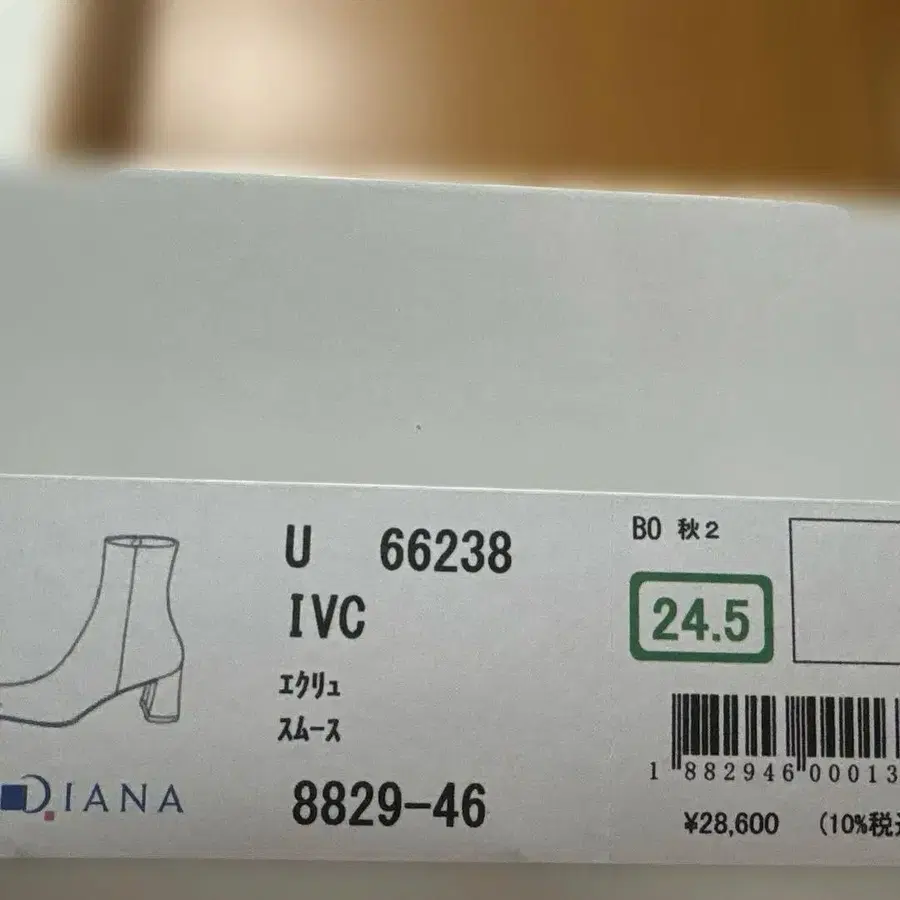 U 66238
IVC
ｴｸﾘｭ
ｽﾑｰｽ
8829-46
DIANA
BO 秋2
24.5
1 882946 00013
¥28,600 (10%税